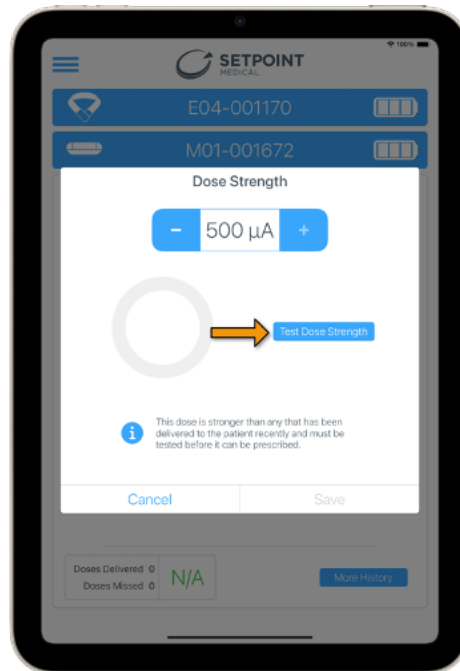 100%
SETPOINT
MEDICAL
E04-001170
M01-001672
Dose Strength
- 500 µA +
Test Dose Strength
This dose is stronger than any that has been
delivered to the patient recently and must be
tested before it can be prescribed.
Cancel Save
Doses Delivered 0
Doses Missed 0
N/A
More History